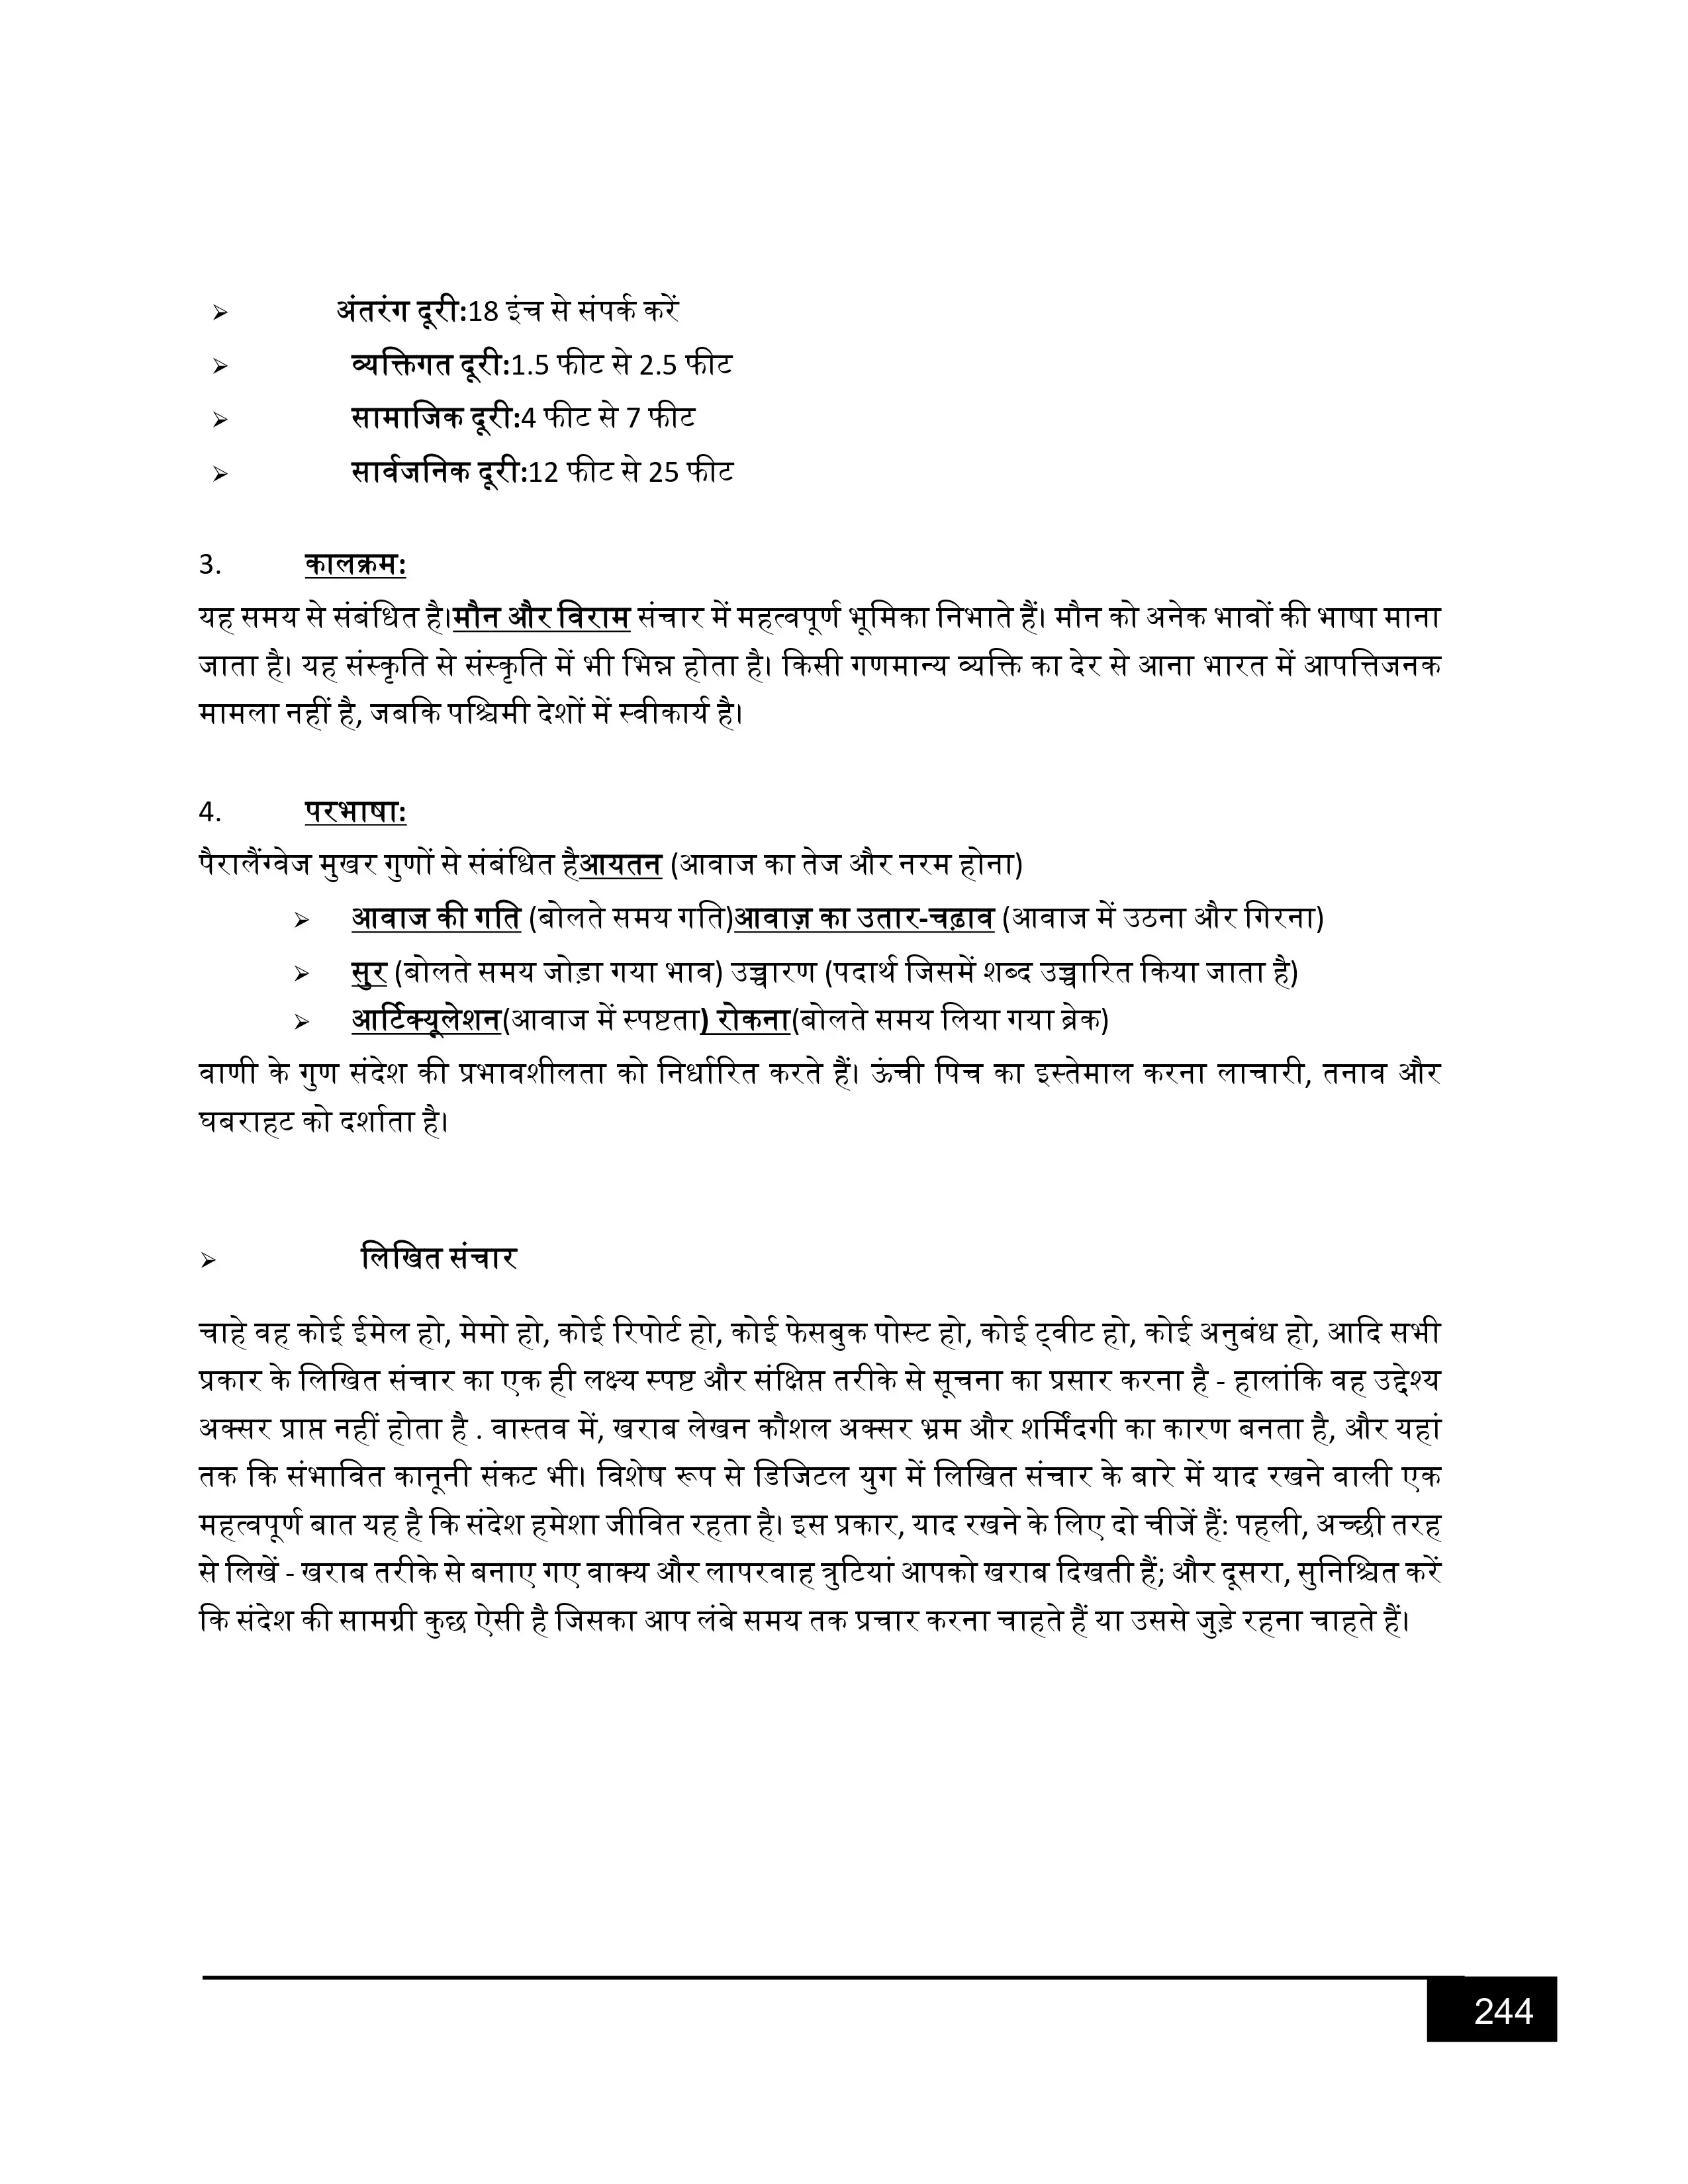 ➢ अंतरंग दूरी:18 इंच से संपर्क करें
➢ व्यक्तिगत दूरी:1.5 फीट से 2.5 फीट
➢ सामाजिक दूरी:4 फीट से 7 फीट
➢ सार्वजनिक दूरी:12 फीट से 25 फीट
3. कालक्रम:
यह समय से संबंधित है।मौन और विराम संचार में महत्वपूर्ण भूमिका निभाते हैं। मौन को अनेक भावों की भाषा माना
जाता है। यह संस्कृति से संस्कृति में भी भिन्न होता है। किसी गणमान्य व्यक्ति का देर से आना भारत में आपत्तिजनक
मामला नहीं है, जबकि पश्चिमी देशों में स्वीकार्य है।
4. परभाषा:
पैरालैंग्वेज मुखर गुणों से संबंधित हैआयतन (आवाज का तेज और नरम होना)
➢ आवाज की गति (बोलते समय गति)आवाज़ का उतार-चढ़ाव (आवाज में उठना और गिरना)
➢ सुर (बोलते समय जोड़ा गया भाव) उच्चारण (पदार्थ जिसमें शब्द उच्चारित किया जाता है)
➢ आर्टिक्यूलेशन(आवाज में स्पष्टता) रोकना(बोलते समय लिया गया ब्रेक)
वाणी के गुण संदेश की प्रभावशीलता को निर्धारित करते हैं। ऊंची पिच का इस्तेमाल करना लाचारी, तनाव और
घबराहट को दर्शाता है।
➢ लिखित संचार
चाहे वह कोई ईमेल हो, मेमो हो, कोई रिपोर्ट हो, कोई फेसबुक पोस्ट हो, कोई ट्वीट हो, कोई अनुबंध हो, आदि सभी
प्रकार के लिखित संचार का एक ही लक्ष्य स्पष्ट और संक्षिप्त तरीके से सूचना का प्रसार करना है - हालांकि वह उद्देश्य
अक्सर प्राप्त नहीं होता है . वास्तव में, खराब लेखन कौशल अक्सर भ्रम और शर्मिंदगी का कारण बनता है, और यहां
तक कि संभावित कानूनी संकट भी। विशेष रूप से डिजिटल युग में लिखित संचार के बारे में याद रखने वाली एक
महत्वपूर्ण बात यह है कि संदेश हमेशा जीवित रहता है। इस प्रकार, याद रखने के लिए दो चीजें हैं: पहली, अच्छी तरह
से लिखें - खराब तरीके से बनाए गए वाक्य और लापरवाह त्रुटियां आपको खराब दिखती हैं; और दूसरा, सुनिश्चित करें
कि संदेश की सामग्री कुछ ऐसी है जिसका आप लंबे समय तक प्रचार करना चाहते हैं या उससे जुड़े रहना चाहते हैं।
244